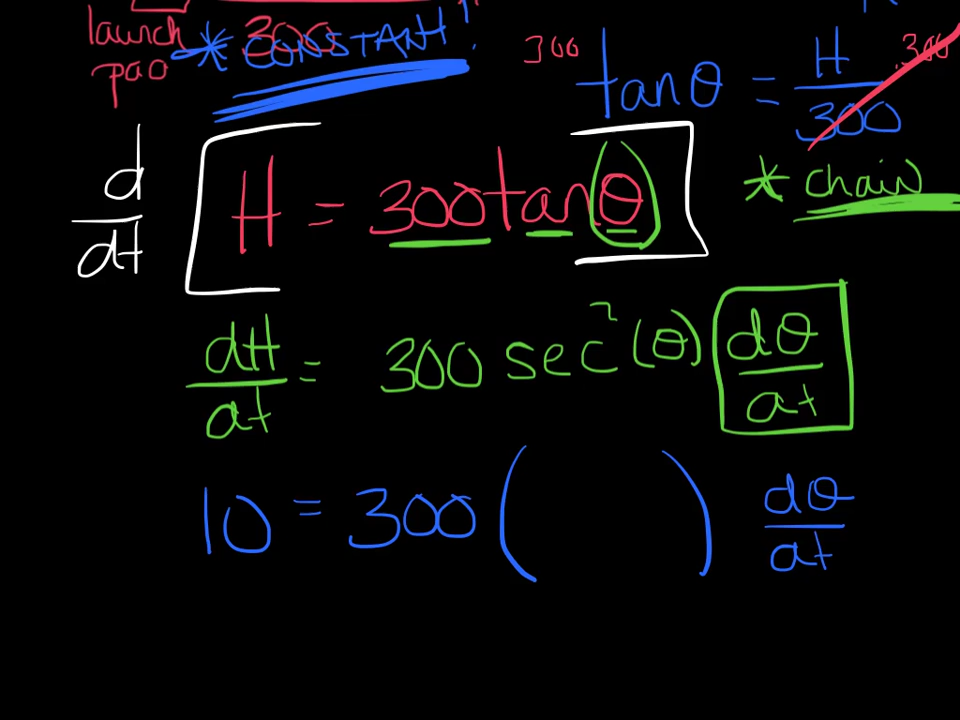 launch 300
pad * CONSTANT!
300 tanθ = H/300 · 300
* chain
d/dt H = 300tanθ
dH/dt = 300 sec²(θ) dθ/dt
10 = 300 ( ) dθ/dt